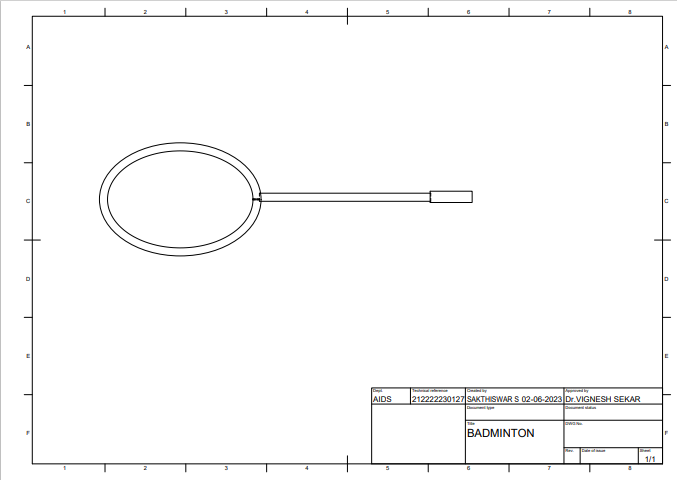 1 2 3 4 5 6 7 8
A A
B B
C C
D D
E E
F F
Dept. Technical reference Created by Approved by
AIDS 212222230127 SAKTHISWAR S 02-06-2023 Dr.VIGNESH SEKAR
Document type Document status
Title DWG No.
BADMINTON
Rev. Date of issue Sheet
1/1
1 2 3 4 5 6 7 8